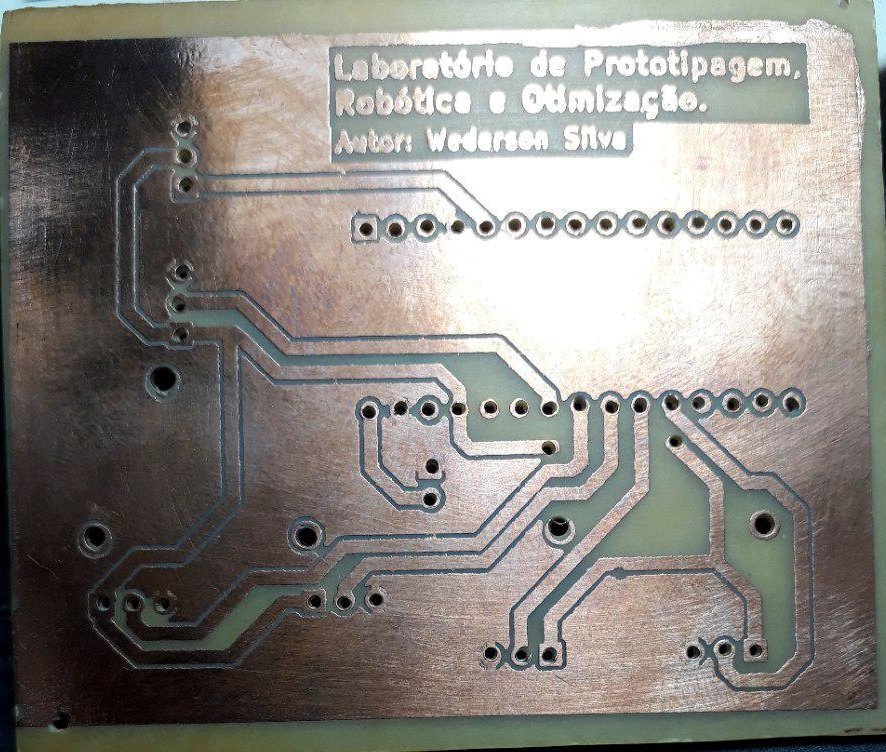 Laboratório de Prototipagem,
Robótica e Otimização.
Autor: Wederson Silva